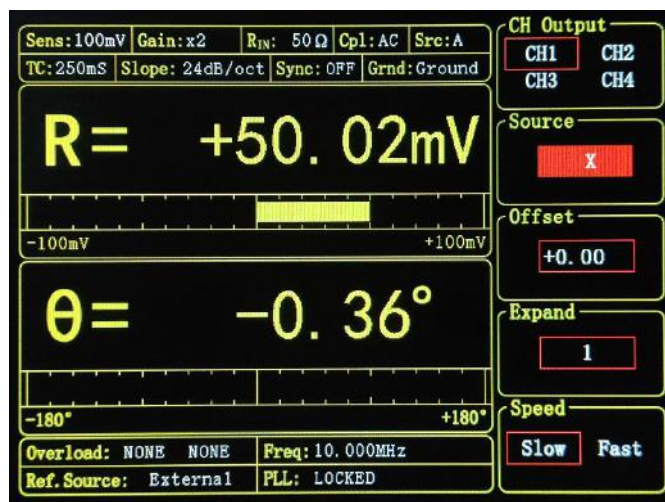 Sens:100mV Gain:x2 RIN: 50Ω Cpl:AC Src:A
TC:250mS Slope: 24dB/oct Sync: OFF Grnd:Ground
R= +50.02mV
-100mV +100mV
θ= -0.36°
-180° +180°
Overload: NONE NONE Freq:10.000MHz
Ref.Source: External PLL: LOCKED
CH Output
CH1 CH2
CH3 CH4
Source
X
Offset
+0.00
Expand
1
Speed
Slow Fast